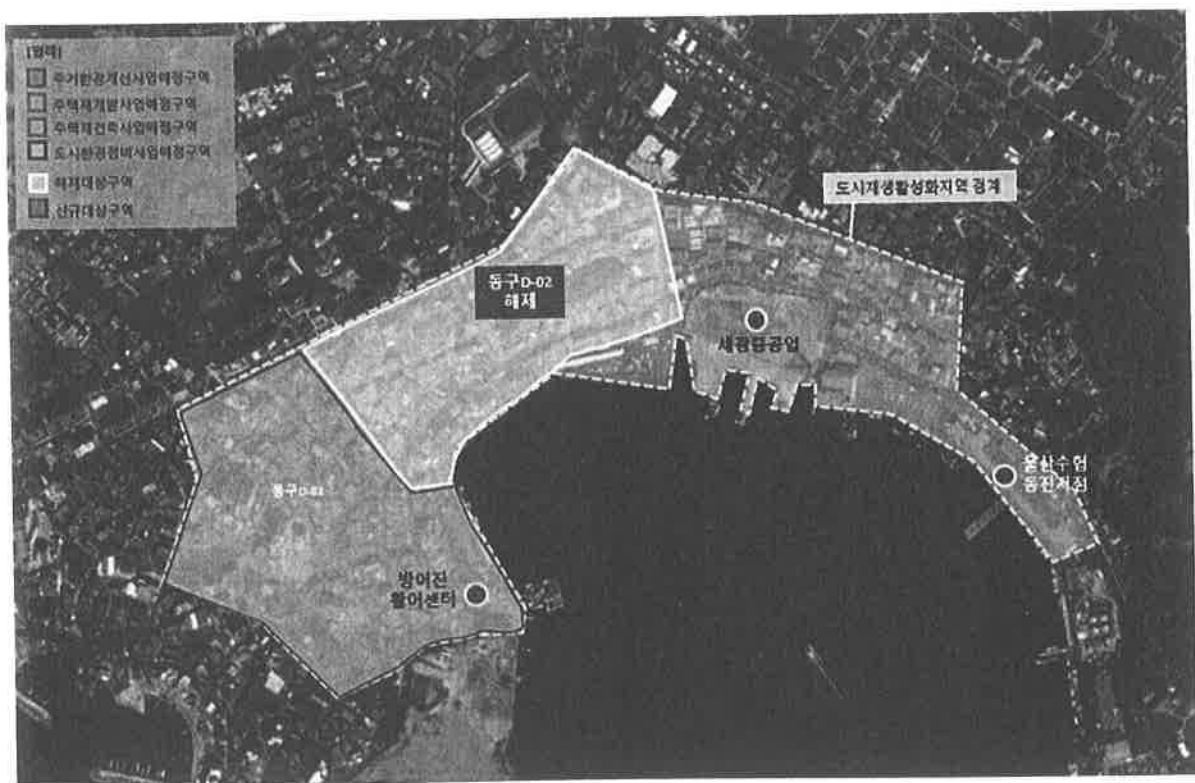 [범례]
주거환경개선사업예정구역
주택재개발사업예정구역
주택재건축사업예정구역
도시환경정비사업예정구역
해제대상구역
신규대상구역
도시재생활성화지역 경계
동구D-02
해제
세광중공업
울산수협
동진지점
방어진
활어센터